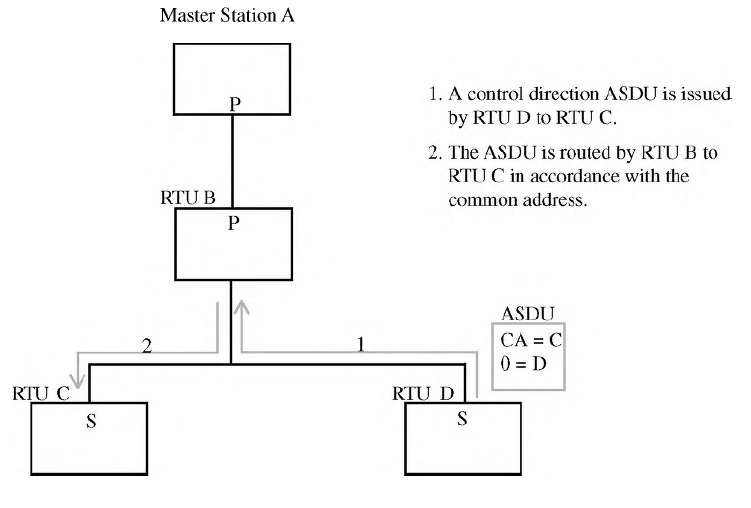 Master Station A
P
1. A control direction ASDU is issued
by RTU D to RTU C.
2. The ASDU is routed by RTU B to
RTU C in accordance with the
common address.
RTU B
P
ASDU
CA = C
0 = D
2
1
RTU C
S
RTU D
S